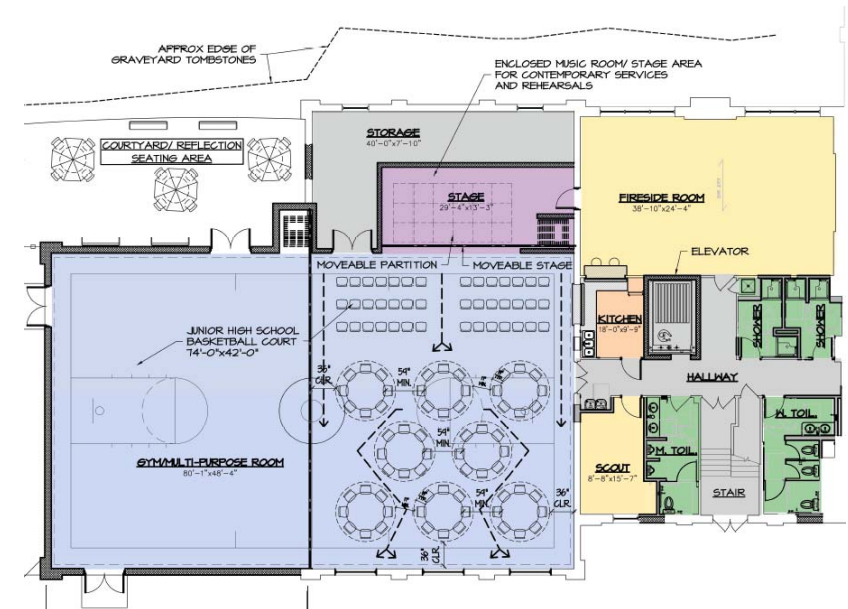 APPROX EDGE OF
GRAVEYARD TOMBSTONES
ENCLOSED MUSIC ROOM/ STAGE AREA
FOR CONTEMPORARY SERVICES
AND REHEARSALS
COURTYARD/ REFLECTION
SEATING AREA
STORAGE
40'-0"x7'-10"
STAGE
29'-4"x13'-3"
FIRESIDE ROOM
38'-10"x24'-4"
ELEVATOR
MOVEABLE PARTITION
MOVEABLE STAGE
JUNIOR HIGH SCHOOL
BASKETBALL COURT
74'-0"x42'-0"
KITCHEN
18'-0"x9'-9"
SHOWER
SHOWER
HALLWAY
36"
CLR.
54"
MIN.
54"
MIN.
GYM/MULTI-PURPOSE ROOM
80'-1"x48'-4"
M. TOIL.
W. TOIL.
SCOUT
8'-8"x15'-7"
STAIR
54"
MIN.
36"
CLR.
36"
CLR.